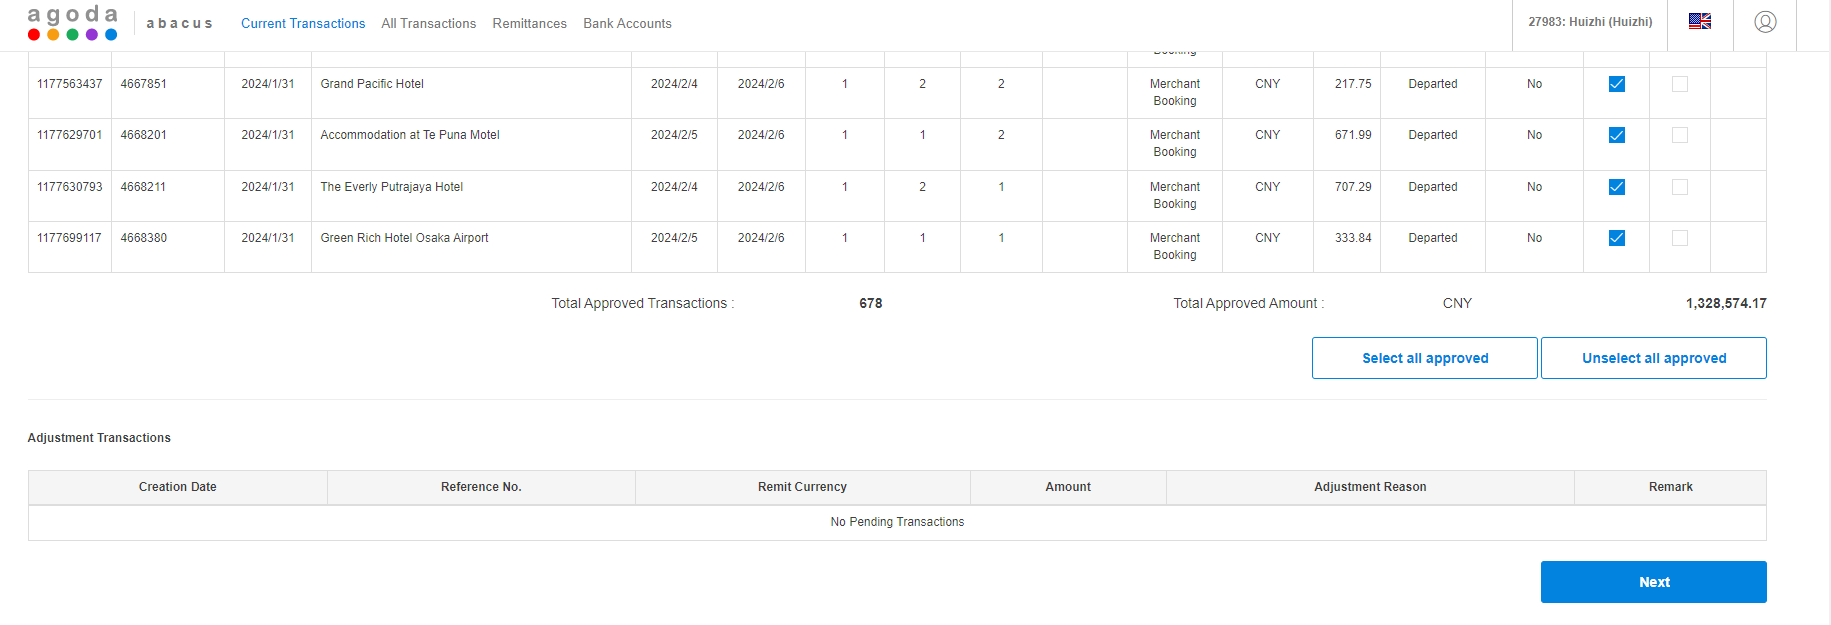 agoda
abacus Current Transactions All Transactions Remittances Bank Accounts 27983: Huizhi (Huizhi)
Booking
1177563437 4667851 2024/1/31 Grand Pacific Hotel 2024/2/4 2024/2/6 1 2 2 Merchant Booking CNY 217.75 Departed No
1177629701 4668201 2024/1/31 Accommodation at Te Puna Motel 2024/2/5 2024/2/6 1 1 2 Merchant Booking CNY 671.99 Departed No
1177630793 4668211 2024/1/31 The Everly Putrajaya Hotel 2024/2/4 2024/2/6 1 2 1 Merchant Booking CNY 707.29 Departed No
1177699117 4668380 2024/1/31 Green Rich Hotel Osaka Airport 2024/2/5 2024/2/6 1 1 1 Merchant Booking CNY 333.84 Departed No
Total Approved Transactions : 678 Total Approved Amount : CNY 1,328,574.17
Select all approved Unselect all approved
Adjustment Transactions
Creation Date Reference No. Remit Currency Amount Adjustment Reason Remark
No Pending Transactions
Next